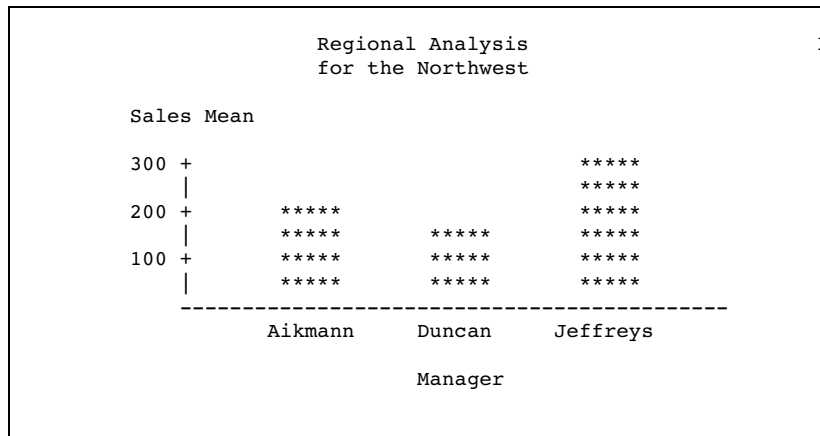 Regional Analysis
for the Northwest
Sales Mean
300 +                                *****
    |                                *****
200 +       *****                    *****
    |       *****       *****        *****
100 +       *****       *****        *****
    |       *****       *****        *****
    --------------------------------------------
Aikmann Duncan Jeffreys
Manager